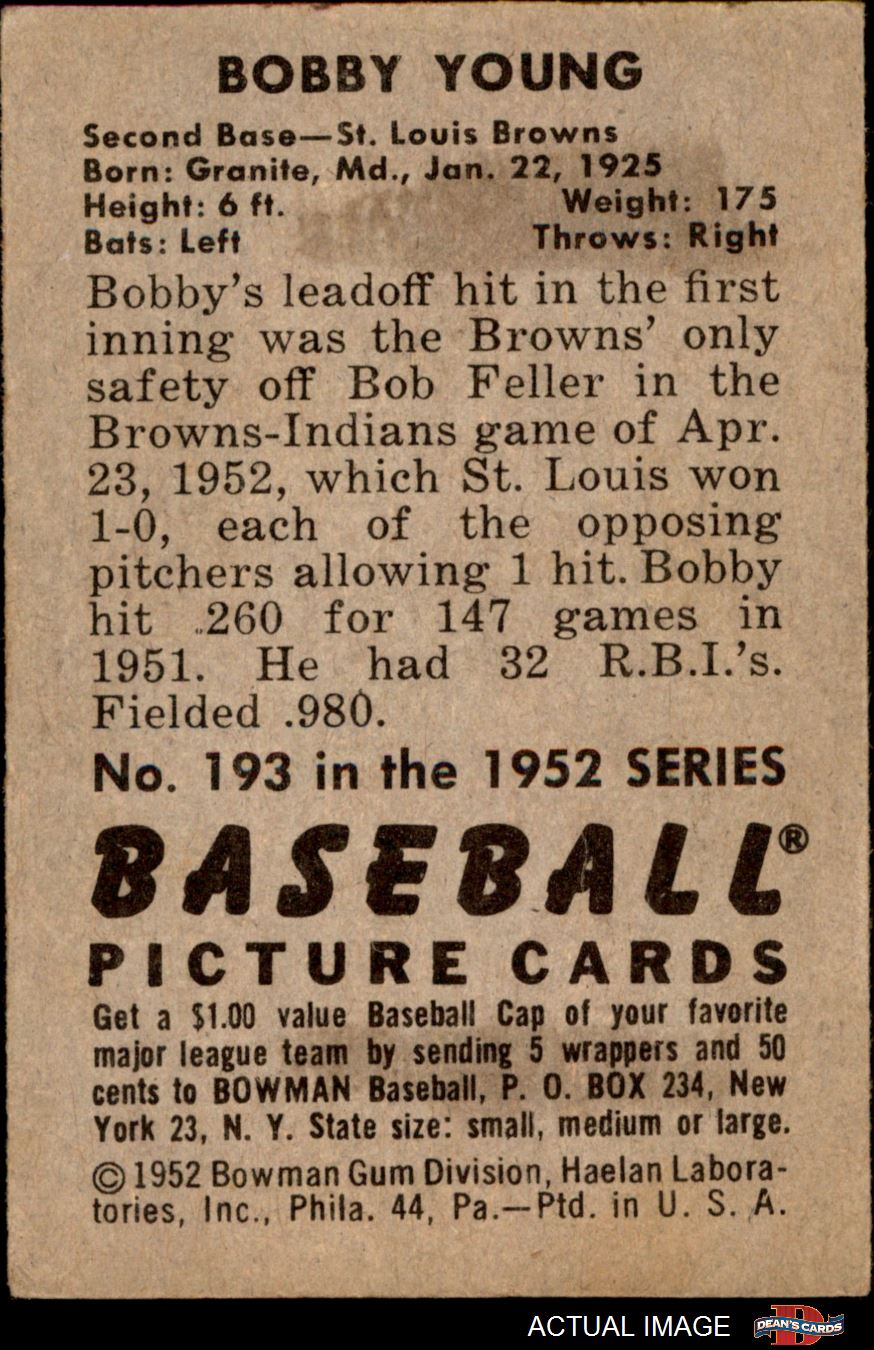 BOBBY YOUNG
Second Base—St. Louis Browns
Born: Granite, Md., Jan. 22, 1925
Height: 6 ft. Weight: 175
Bats: Left Throws: Right
Bobby's leadoff hit in the first
inning was the Browns' only
safety off Bob Feller in the
Browns-Indians game of Apr.
23, 1952, which St. Louis won
1-0, each of the opposing
pitchers allowing 1 hit. Bobby
hit .260 for 147 games in
1951. He had 32 R.B.I.'s.
Fielded .980.
No. 193 in the 1952 SERIES
BASEBALL®
PICTURE CARDS
Get a $1.00 value Baseball Cap of your favorite
major league team by sending 5 wrappers and 50
cents to BOWMAN Baseball, P. O. BOX 234, New
York 23, N. Y. State size: small, medium or large.
© 1952 Bowman Gum Division, Haelan Labora-
tories, Inc., Phila. 44, Pa.—Ptd. in U. S. A.
ACTUAL IMAGE
D
DEAN'S CARDS